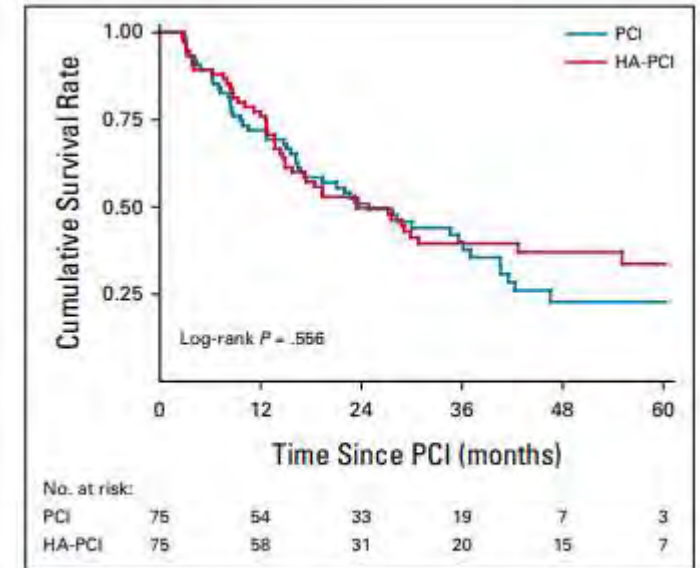 1.00
0.75
0.50
0.25
Cumulative Survival Rate
PCI
HA-PCI
Log-rank P = .556
0 12 24 36 48 60
Time Since PCI (months)
No. at risk:
PCI 75 54 33 19 7 3
HA-PCI 75 58 31 20 15 7